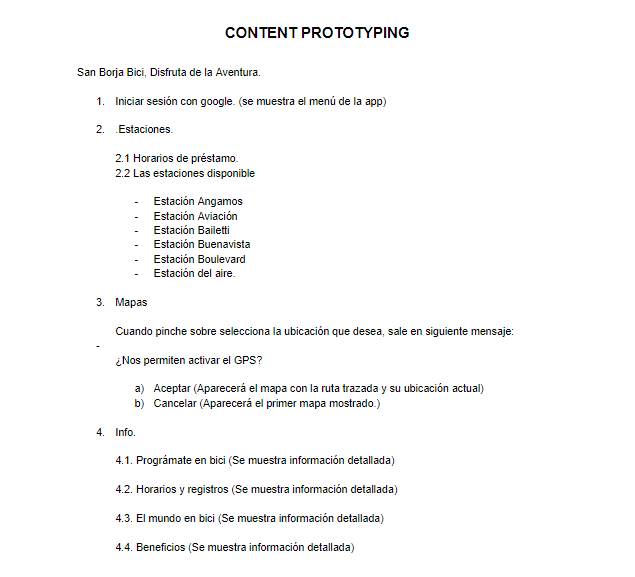 CONTENT PROTOTYPING
San Borja Bici, Disfruta de la Aventura.
1. Iniciar sesión con google. (se muestra el menú de la app)
2. .Estaciones.
2.1 Horarios de préstamo.
2.2 Las estaciones disponible
- Estación Angamos
- Estación Aviación
- Estación Bailetti
- Estación Buenavista
- Estación Boulevard
- Estación del aire.
3. Mapas
Cuando pinche sobre selecciona la ubicación que desea, sale en siguiente mensaje:
-
¿Nos permiten activar el GPS?
a) Aceptar (Aparecerá el mapa con la ruta trazada y su ubicación actual)
b) Cancelar (Aparecerá el primer mapa mostrado.)
4. Info.
4.1. Prográmate en bici (Se muestra información detallada)
4.2. Horarios y registros (Se muestra información detallada)
4.3. El mundo en bici (Se muestra información detallada)
4.4. Beneficios (Se muestra información detallada)